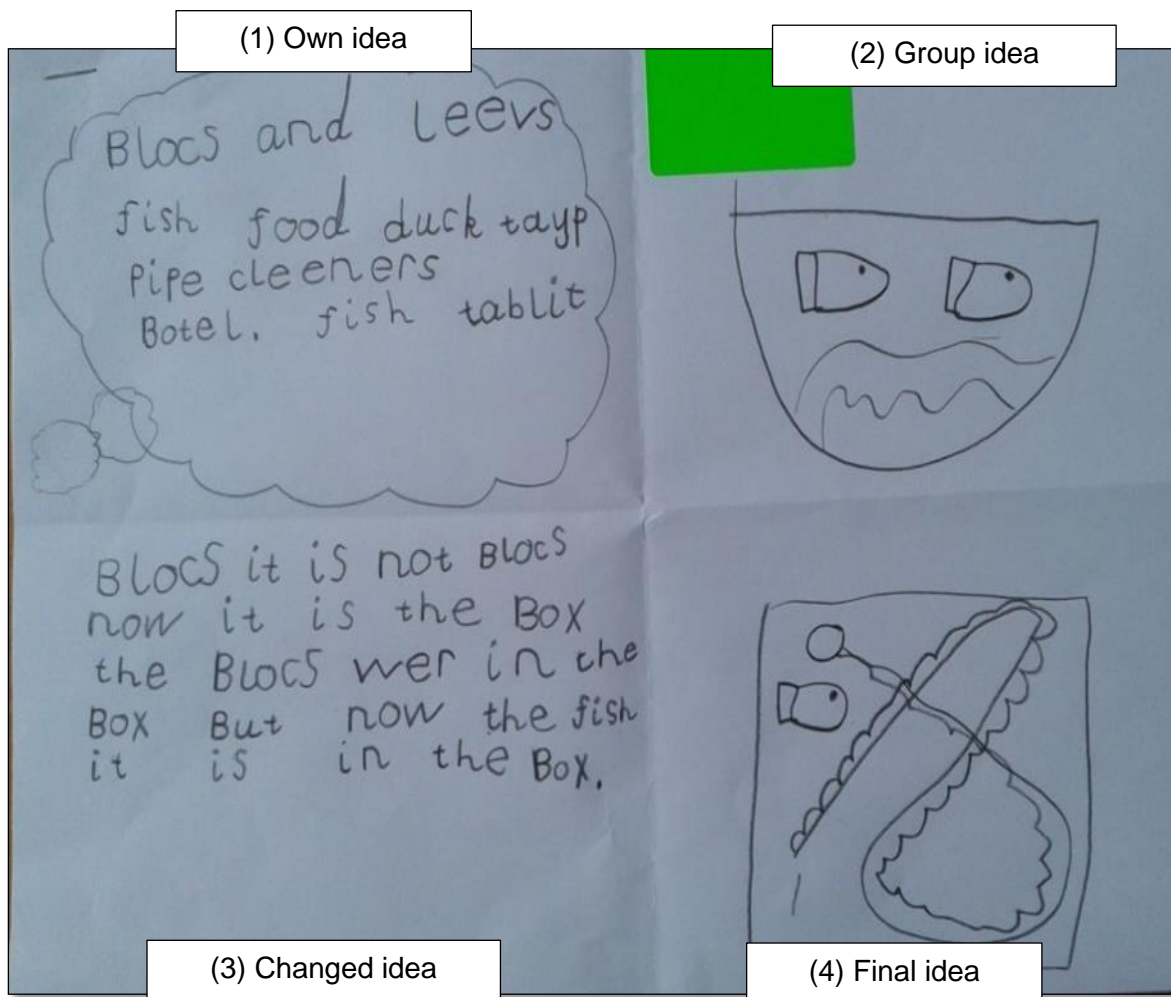 (1) Own idea
(2) Group idea
Blocs and Leevs
fish food duck tayp
Pipe cleeners
Botel. fish tablit
Blocs it is not Blocs
now it is the Box
the Blocs wer in the
Box But now the fish
it is in the Box.
(3) Changed idea
(4) Final idea